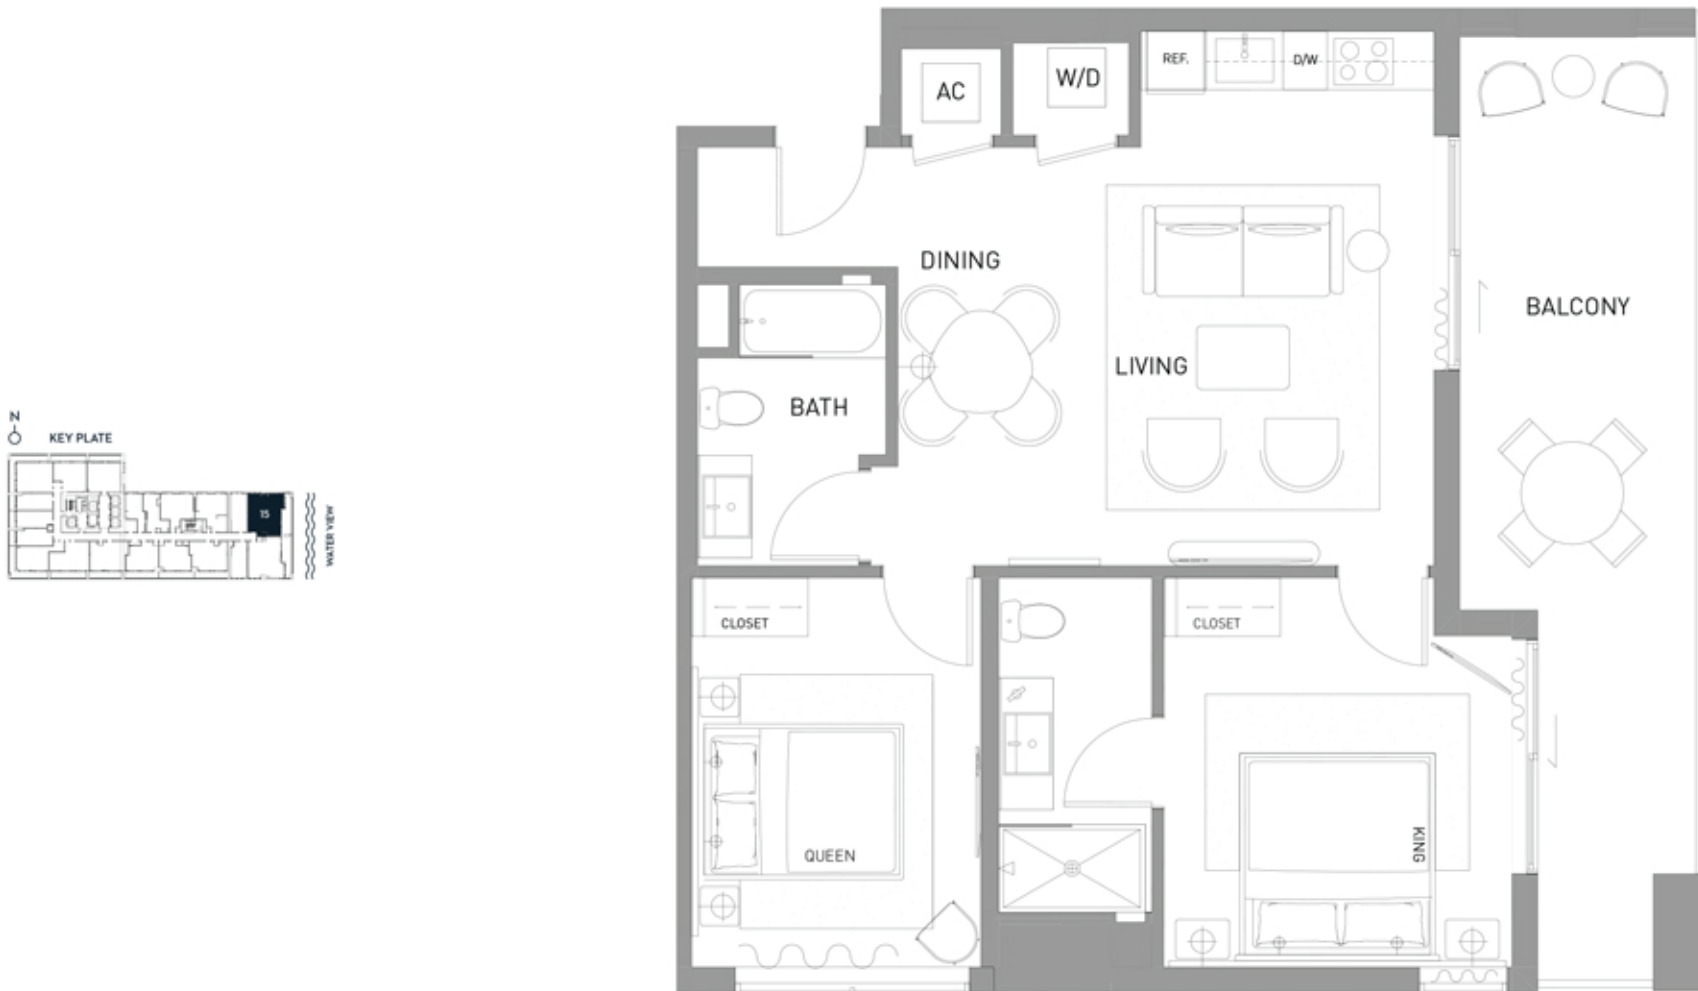 N
KEY PLATE
15
WATER VIEW
AC
W/D
REF.
D/W
DINING
BALCONY
LIVING
BATH
CLOSET
CLOSET
QUEEN
KING